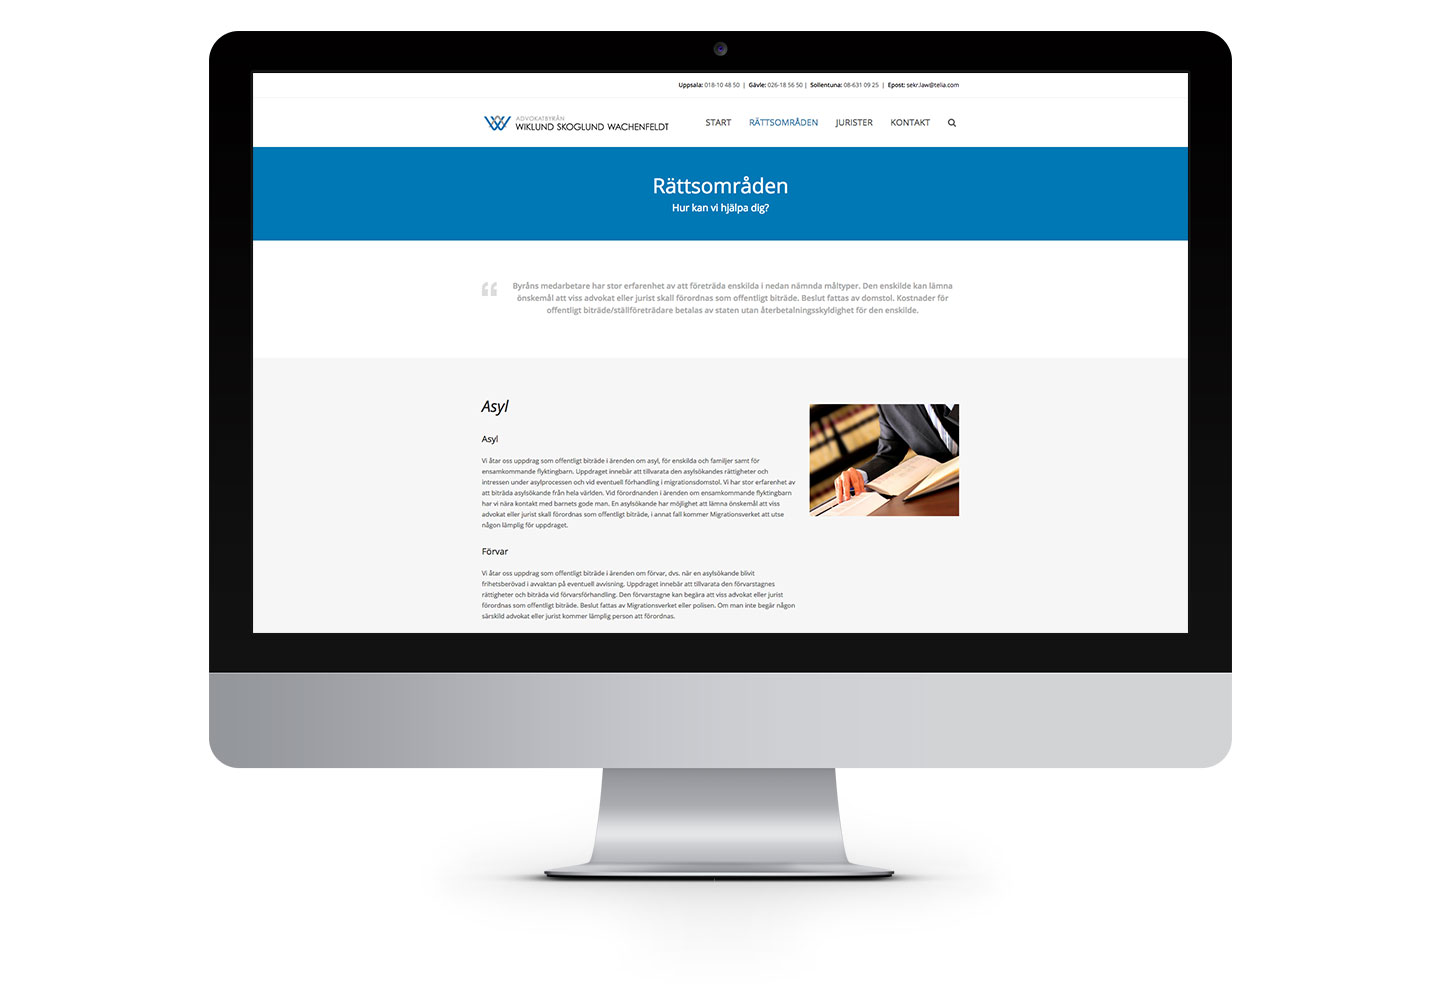 Uppsala: 018-10 48 50 | Gävle: 026-18 56 50 | Sollentuna: 08-631 09 25 | Epost: sekr.law@telia.com
ADVOKATBYRÅN
WIKLUND SKOGLUND WACHENFELDT
START RÄTTSOMRÅDEN JURISTER KONTAKT
Rättsområden
Hur kan vi hjälpa dig?
“ Byråns medarbetare har stor erfarenhet av att företräda enskilda i nedan nämnda måltyper. Den enskilde kan lämna
önskemål att viss advokat eller jurist skall förordnas som offentligt biträde. Beslut fattas av domstol. Kostnader för
offentligt biträde/ställföreträdare betalas av staten utan återbetalningsskyldighet för den enskilde.
Asyl
Asyl
Vi åtar oss uppdrag som offentligt biträde i ärenden om asyl, för enskilda och familjer samt för
ensamkommande flyktingbarn. Uppdraget innebär att tillvarata den asylsökandes rättigheter och
intressen under asylprocessen och vid eventuell förhandling i migrationsdomstol. Vi har stor erfarenhet av
att biträda asylsökande från hela världen. Vid förordnanden i ärenden om ensamkommande flyktingbarn
har vi nära kontakt med barnets gode man. En asylsökande har möjlighet att lämna önskemål att viss
advokat eller jurist skall förordnas som offentligt biträde, i annat fall kommer Migrationsverket att utse
någon lämplig för uppdraget.
Förvar
Vi åtar oss uppdrag som offentligt biträde i ärenden om förvar, dvs. när en asylsökande blivit
frihetsberövad i avvaktan på eventuell avvisning. Uppdraget innebär att tillvarata den förvarstagnes
rättigheter och biträda vid förvarsförhandling. Den förvarstagne kan begära att viss advokat eller jurist
förordnas som offentligt biträde. Beslut fattas av Migrationsverket eller polisen. Om man inte begär någon
särskild advokat eller jurist kommer lämplig person att förordnas.